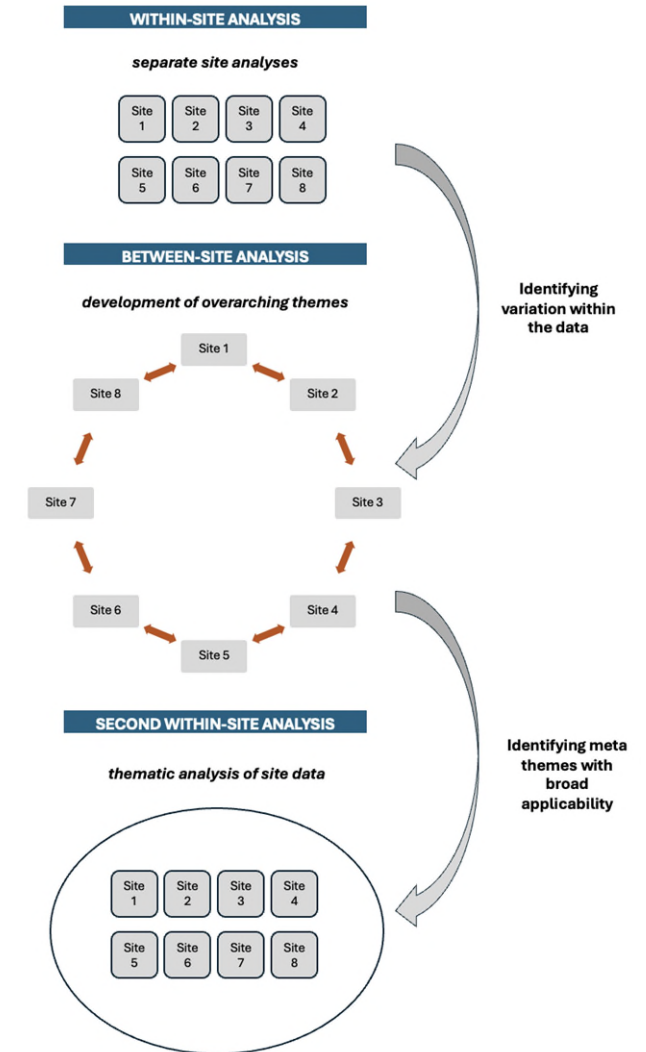 WITHIN-SITE ANALYSIS
separate site analyses
Site
1
Site
2
Site
3
Site
4
Site
5
Site
6
Site
7
Site
8
BETWEEN-SITE ANALYSIS
development of overarching themes
Identifying
variation within
the data
Site 1
Site 8
Site 2
Site 7
Site 3
Site 6
Site 4
Site 5
SECOND WITHIN-SITE ANALYSIS
thematic analysis of site data
Identifying meta
themes with
broad
applicability
Site
1
Site
2
Site
3
Site
4
Site
5
Site
6
Site
7
Site
8